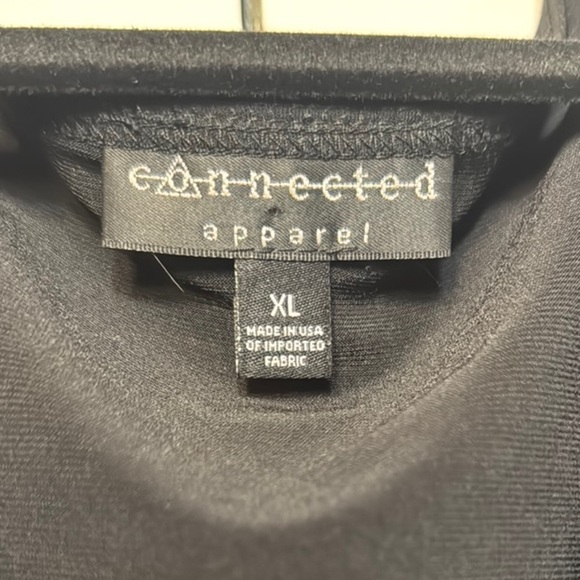 connected
apparel
XL
MADE IN USA
OF IMPORTED
FABRIC